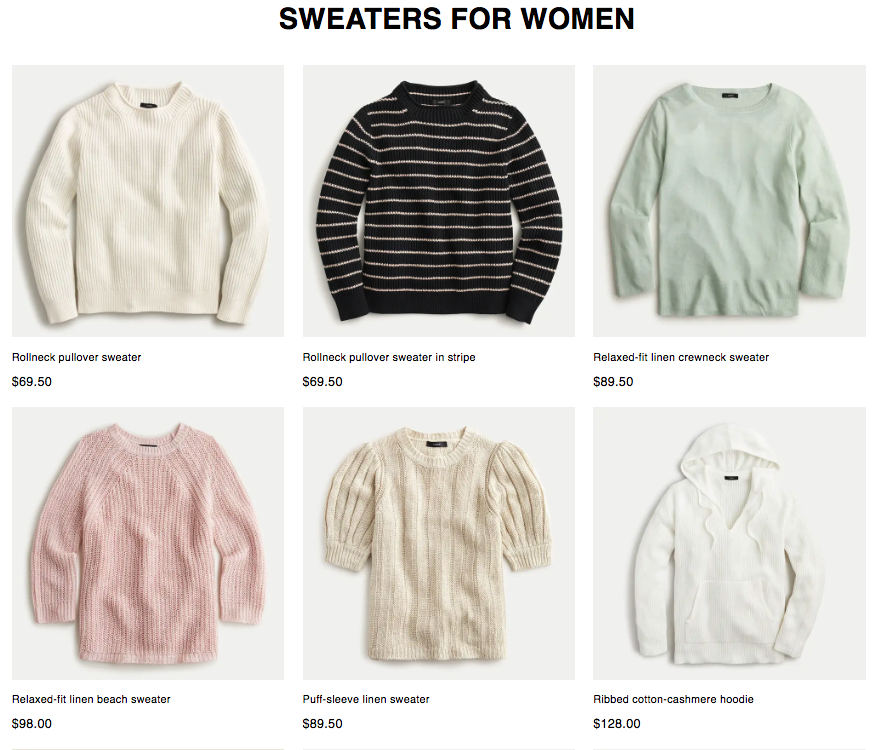 SWEATERS FOR WOMEN
Rollneck pullover sweater
$69.50
Rollneck pullover sweater in stripe
$69.50
Relaxed-fit linen crewneck sweater
$89.50
Relaxed-fit linen beach sweater
$98.00
Puff-sleeve linen sweater
$89.50
Ribbed cotton-cashmere hoodie
$128.00